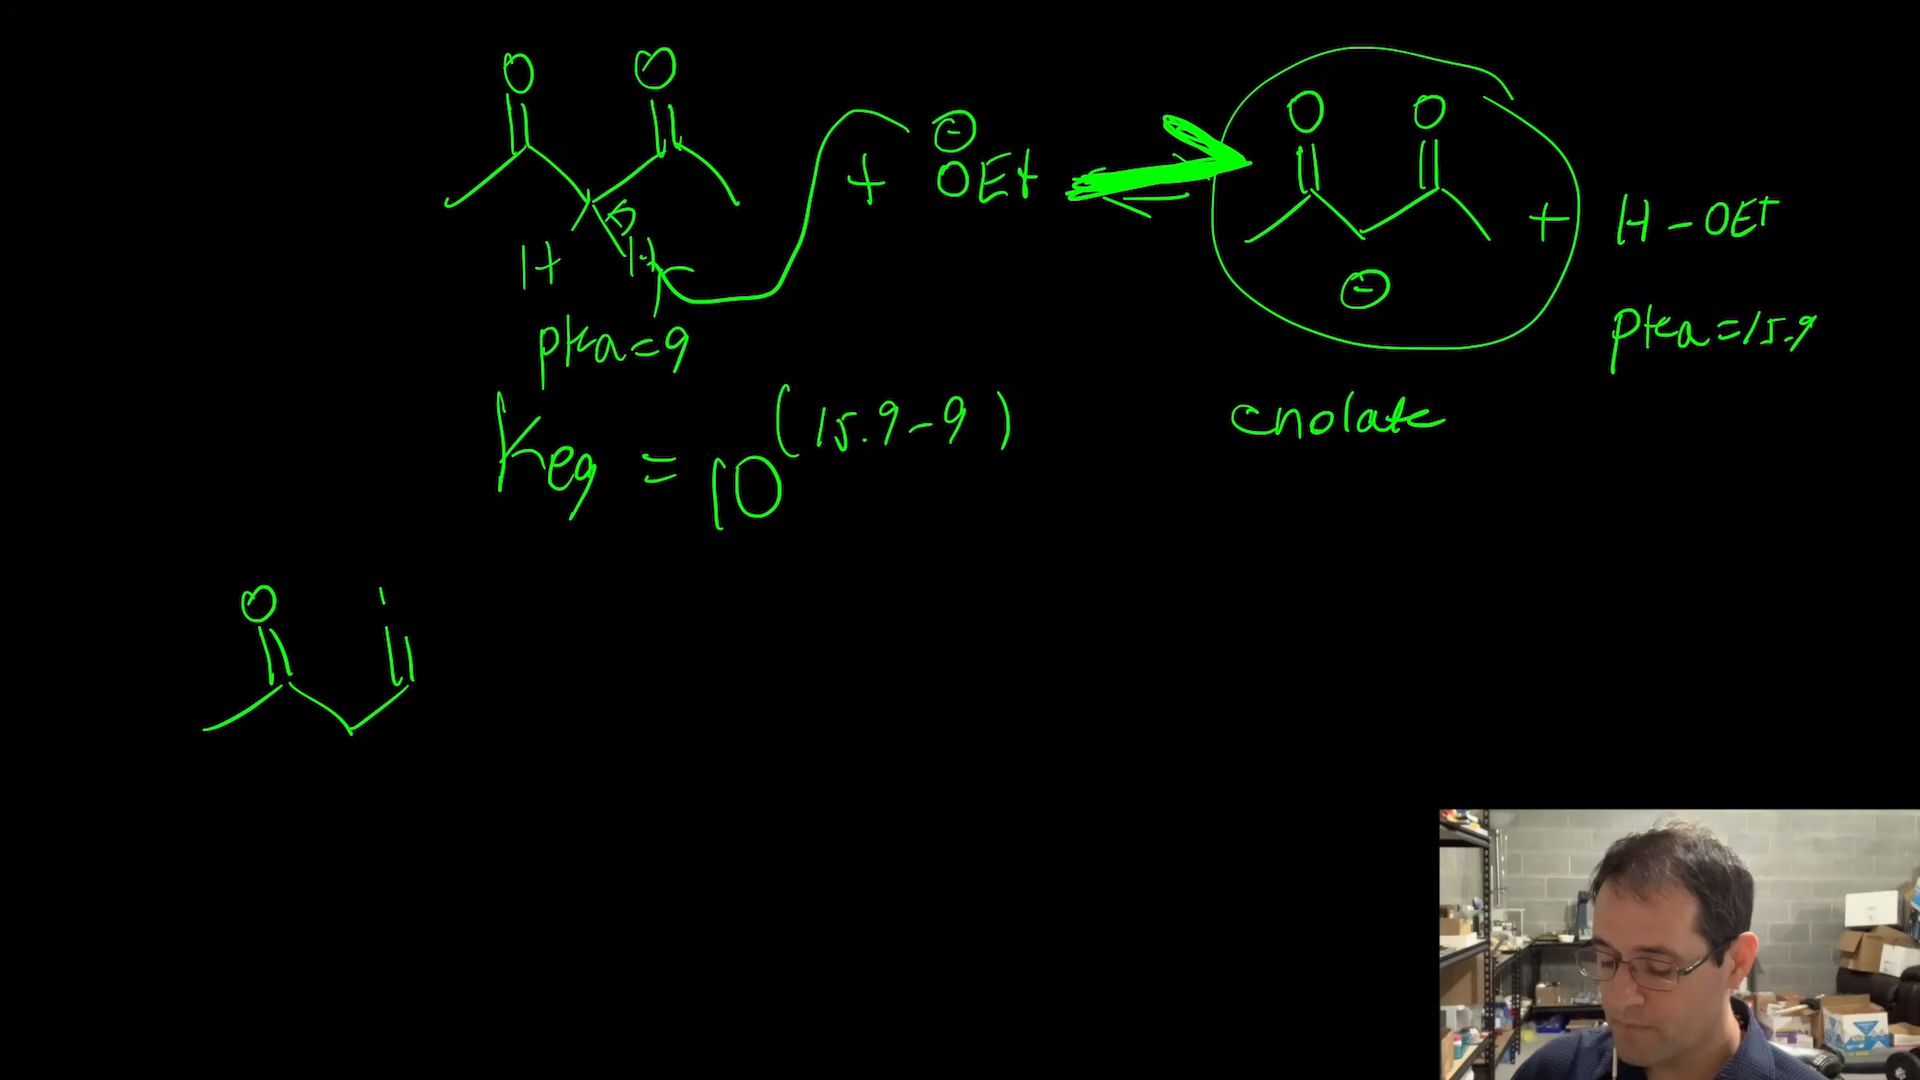 O O
⊖
+ OEt
H H
pka=9
O O
⊖
+ H-OEt
pka=15.9
Keq = 10^(15.9-9)
enolate
O